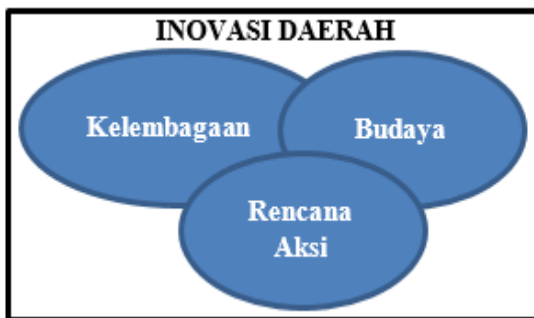 INOVASI DAERAH
Kelembagaan
Budaya
Rencana
Aksi